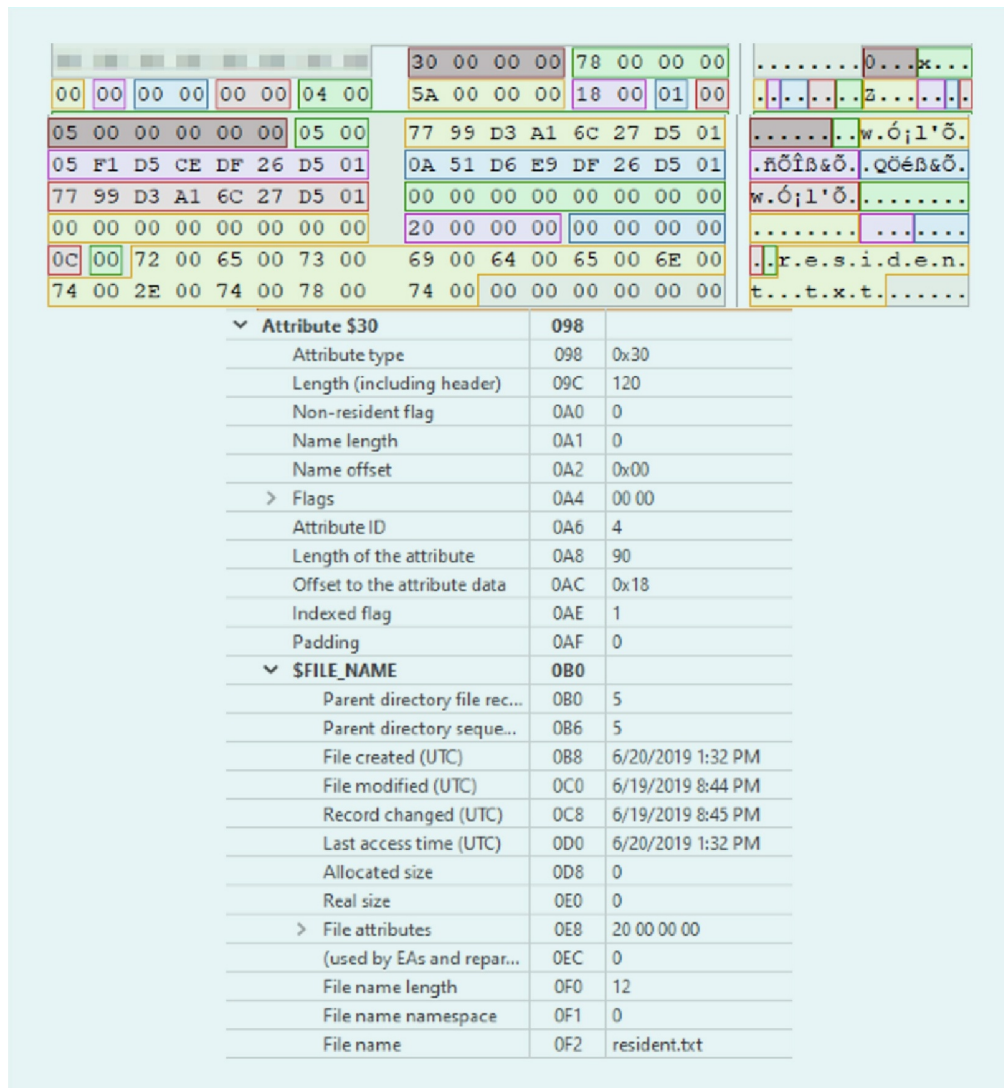 30 00 00 00 78 00 00 00 ........0...x...
00 00 00 00 00 00 04 00 5A 00 00 00 18 00 01 00 ........Z.......
05 00 00 00 00 00 05 00 77 99 D3 A1 6C 27 D5 01 ........w.Ó¡l'Õ.
05 F1 D5 CE DF 26 D5 01 0A 51 D6 E9 DF 26 D5 01 .ñÕÎß&Õ..QÖéß&Õ.
77 99 D3 A1 6C 27 D5 01 00 00 00 00 00 00 00 00 w.Ó¡l'Õ.........
00 00 00 00 00 00 00 00 20 00 00 00 00 00 00 00 ........ .......
0C 00 72 00 65 00 73 00 69 00 64 00 65 00 6E 00 ..r.e.s.i.d.e.n.
74 00 2E 00 74 00 78 00 74 00 00 00 00 00 00 00 t...t.x.t.......
Attribute $30 098
Attribute type 098 0x30
Length (including header) 09C 120
Non-resident flag 0A0 0
Name length 0A1 0
Name offset 0A2 0x00
> Flags 0A4 00 00
Attribute ID 0A6 4
Length of the attribute 0A8 90
Offset to the attribute data 0AC 0x18
Indexed flag 0AE 1
Padding 0AF 0
$FILE_NAME 0B0
Parent directory file rec... 0B0 5
Parent directory seque... 0B6 5
File created (UTC) 0B8 6/20/2019 1:32 PM
File modified (UTC) 0C0 6/19/2019 8:44 PM
Record changed (UTC) 0C8 6/19/2019 8:45 PM
Last access time (UTC) 0D0 6/20/2019 1:32 PM
Allocated size 0D8 0
Real size 0E0 0
> File attributes 0E8 20 00 00 00
(used by EAs and repar... 0EC 0
File name length 0F0 12
File name namespace 0F1 0
File name 0F2 resident.txt